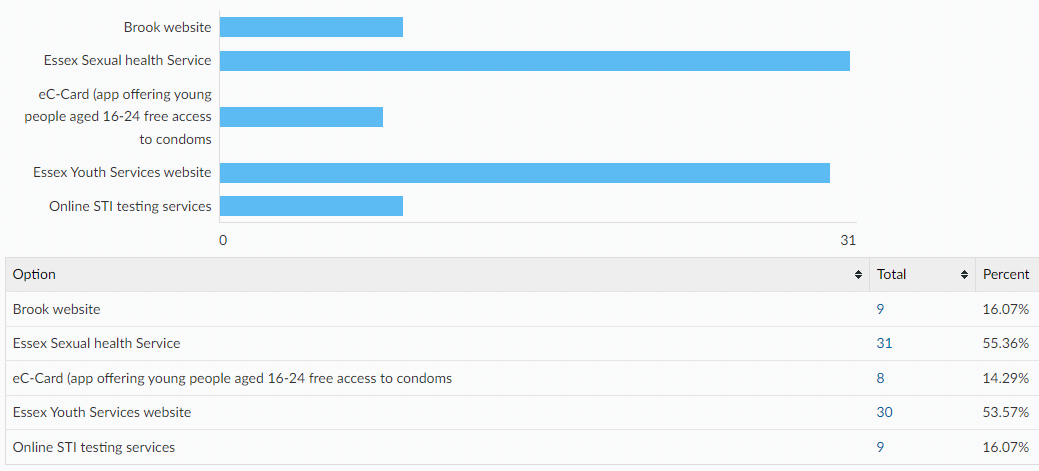 Brook website
Essex Sexual health Service
eC-Card (app offering young
people aged 16-24 free access
to condoms
Essex Youth Services website
Online STI testing services
0 31
Option Total Percent
Brook website 9 16.07%
Essex Sexual health Service 31 55.36%
eC-Card (app offering young people aged 16-24 free access to condoms 8 14.29%
Essex Youth Services website 30 53.57%
Online STI testing services 9 16.07%